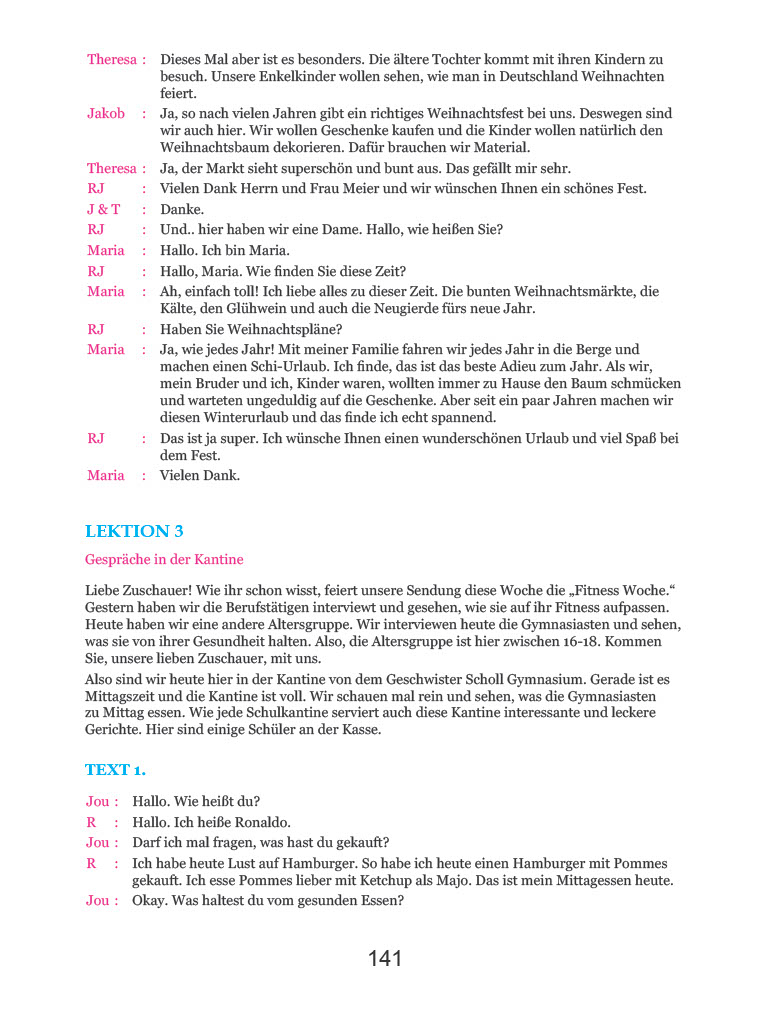 Theresa : Dieses Mal aber ist es besonders. Die ältere Tochter kommt mit ihren Kindern zu
besuch. Unsere Enkelkinder wollen sehen, wie man in Deutschland Weihnachten
feiert.
Jakob : Ja, so nach vielen Jahren gibt ein richtiges Weihnachtsfest bei uns. Deswegen sind
wir auch hier. Wir wollen Geschenke kaufen und die Kinder wollen natürlich den
Weihnachtsbaum dekorieren. Dafür brauchen wir Material.
Theresa : Ja, der Markt sieht superschön und bunt aus. Das gefällt mir sehr.
RJ : Vielen Dank Herrn und Frau Meier und wir wünschen Ihnen ein schönes Fest.
J & T : Danke.
RJ : Und.. hier haben wir eine Dame. Hallo, wie heißen Sie?
Maria : Hallo. Ich bin Maria.
RJ : Hallo, Maria. Wie finden Sie diese Zeit?
Maria : Ah, einfach toll! Ich liebe alles zu dieser Zeit. Die bunten Weihnachtsmärkte, die
Kälte, den Glühwein und auch die Neugierde fürs neue Jahr.
RJ : Haben Sie Weihnachtspläne?
Maria : Ja, wie jedes Jahr! Mit meiner Familie fahren wir jedes Jahr in die Berge und
machen einen Schi-Urlaub. Ich finde, das ist das beste Adieu zum Jahr. Als wir,
mein Bruder und ich, Kinder waren, wollten immer zu Hause den Baum schmücken
und warteten ungeduldig auf die Geschenke. Aber seit ein paar Jahren machen wir
diesen Winterurlaub und das finde ich echt spannend.
RJ : Das ist ja super. Ich wünsche Ihnen einen wunderschönen Urlaub und viel Spaß bei
dem Fest.
Maria : Vielen Dank.
LEKTION 3
Gespräche in der Kantine
Liebe Zuschauer! Wie ihr schon wisst, feiert unsere Sendung diese Woche die „Fitness Woche.“
Gestern haben wir die Berufstätigen interviewt und gesehen, wie sie auf ihr Fitness aufpassen.
Heute haben wir eine andere Altersgruppe. Wir interviewen heute die Gymnasiasten und sehen,
was sie von ihrer Gesundheit halten. Also, die Altersgruppe ist hier zwischen 16-18. Kommen
Sie, unsere lieben Zuschauer, mit uns.
Also sind wir heute hier in der Kantine von dem Geschwister Scholl Gymnasium. Gerade ist es
Mittagszeit und die Kantine ist voll. Wir schauen mal rein und sehen, was die Gymnasiasten
zu Mittag essen. Wie jede Schulkantine serviert auch diese Kantine interessante und leckere
Gerichte. Hier sind einige Schüler an der Kasse.
TEXT 1.
Jou : Hallo. Wie heißt du?
R : Hallo. Ich heiße Ronaldo.
Jou : Darf ich mal fragen, was hast du gekauft?
R : Ich habe heute Lust auf Hamburger. So habe ich heute einen Hamburger mit Pommes
gekauft. Ich esse Pommes lieber mit Ketchup als Majo. Das ist mein Mittagessen heute.
Jou : Okay. Was haltest du vom gesunden Essen?
141